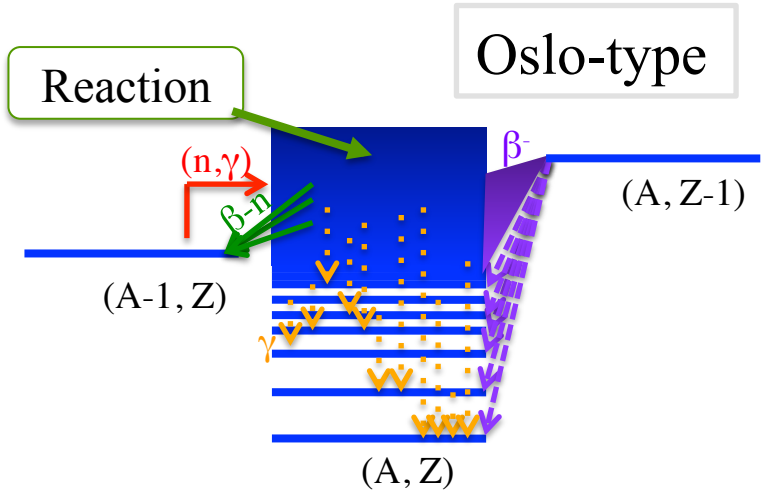 Oslo-type
Reaction
(n,γ)
β-n
β-
(A, Z-1)
(A-1, Z)
γ
(A, Z)